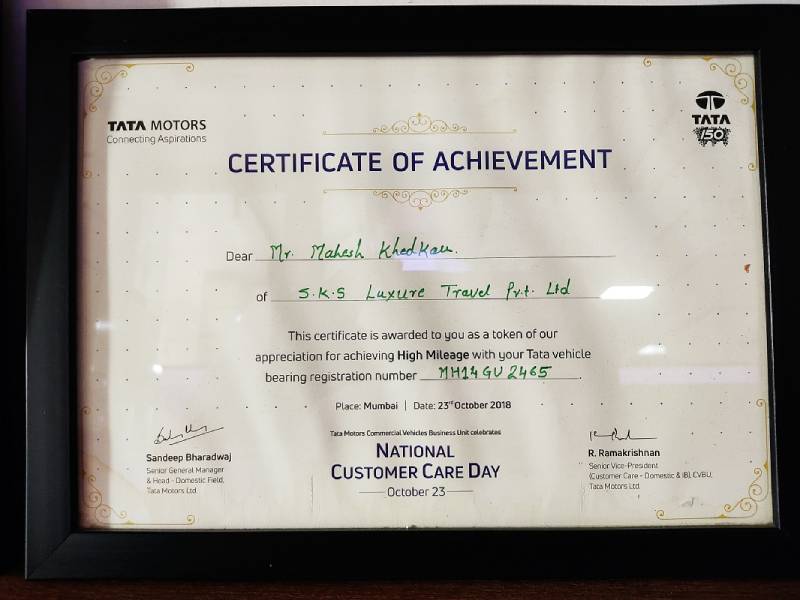 TATA MOTORS
Connecting Aspirations
TATA
150
CERTIFICATE OF ACHIEVEMENT
Dear Mr. Mahesh Khedkar.
of S.K.S Luxure Travel Pvt. Ltd
This certificate is awarded to you as a token of our
appreciation for achieving High Mileage with your Tata vehicle
bearing registration number MH14GU2465.
Place: Mumbai | Date: 23rd October 2018
Tata Motors Commercial Vehicles Business Unit celebrates
NATIONAL
CUSTOMER CARE DAY
October 23
Sandeep Bharadwaj
Senior General Manager
& Head - Domestic Field,
Tata Motors Ltd.
R. Ramakrishnan
Senior Vice-President
(Customer Care - Domestic & IB), CVBU,
Tata Motors Ltd.